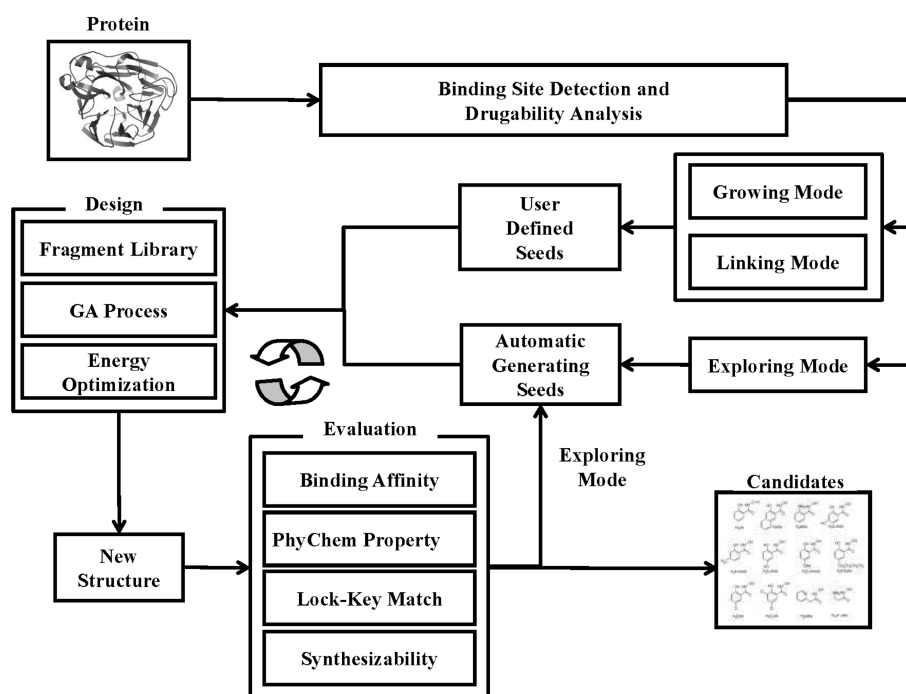 Protein
Binding Site Detection and
Drugability Analysis
Growing Mode
Linking Mode
User
Defined
Seeds
Design
Fragment Library
GA Process
Energy
Optimization
Automatic
Generating
Seeds
Exploring Mode
Evaluation
Binding Affinity
PhyChem Property
Lock-Key Match
Synthesizability
Exploring
Mode
New
Structure
Candidates